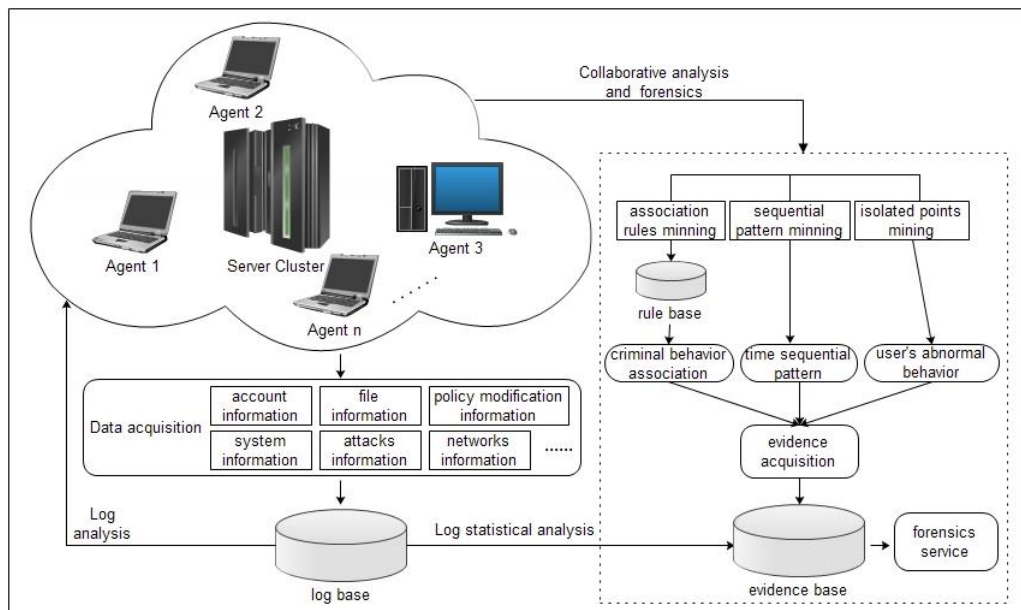 Agent 2
Agent 1
Server Cluster
Agent 3
Agent n
.......
Collaborative analysis
and forensics
association
rules minning
sequential
pattern minning
isolated points
mining
rule base
criminal behavior
association
time sequential
pattern
user's abnormal
behavior
evidence
acquisition
Data acquisition
account
information
file
information
policy modification
information
system
information
attacks
information
networks
information
......
Log
analysis
log base
Log statistical analysis
evidence base
forensics
service